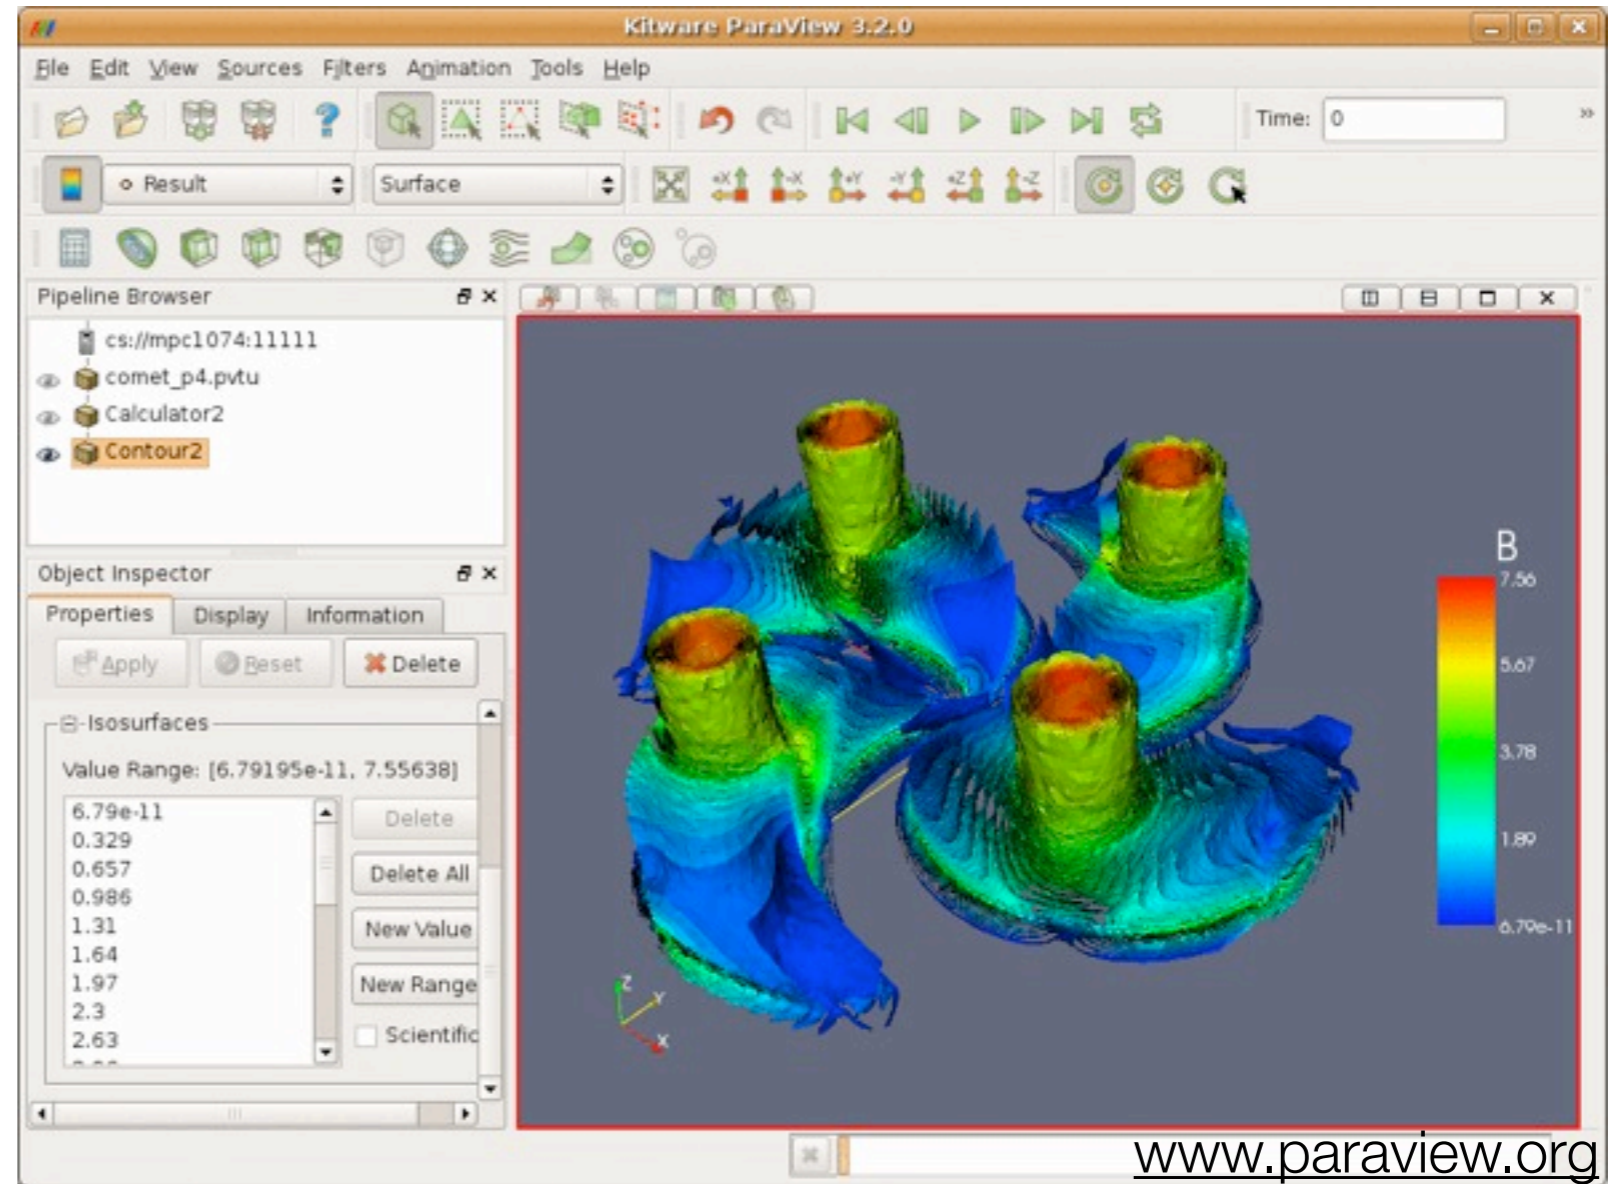 Kitware ParaView 3.2.0
File Edit View Sources Filters Animation Tools Help
Time: 0
Result Surface
+X -X +Y -Y +Z -Z
Pipeline Browser
cs://mpc1074:11111
comet_p4.pvtu
Calculator2
Contour2
Object Inspector
Properties Display Information
Apply Reset Delete
Isosurfaces
Value Range: [6.79195e-11, 7.55638]
6.79e-11
0.329
0.657
0.986
1.31
1.64
1.97
2.3
2.63
Delete
Delete All
New Value
New Range
Scientific
B
7.56
5.67
3.78
1.89
6.79e-11
Z
Y
X
www.paraview.org